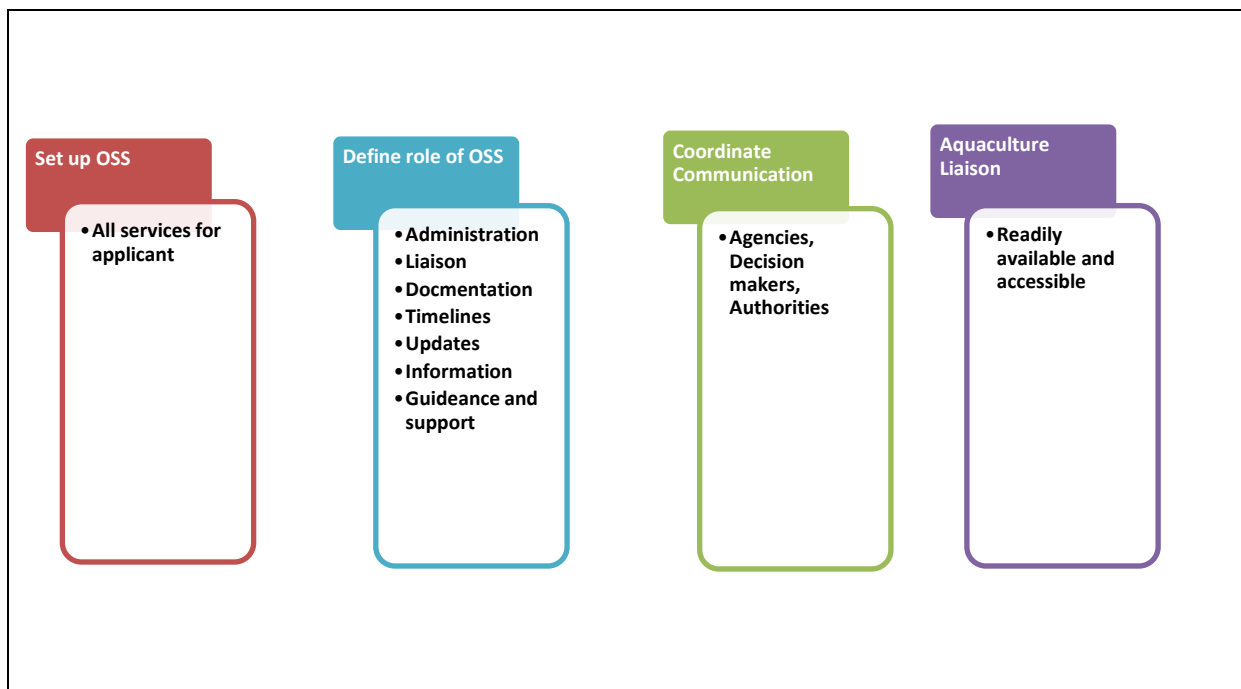 Set up OSS
•All services for
applicant
Define role of OSS
•Administration
•Liaison
•Docmentation
•Timelines
•Updates
•Information
•Guideance and
support
Coordinate
Communication
•Agencies,
Decision
makers,
Authorities
Aquaculture
Liaison
•Readily
available and
accessible